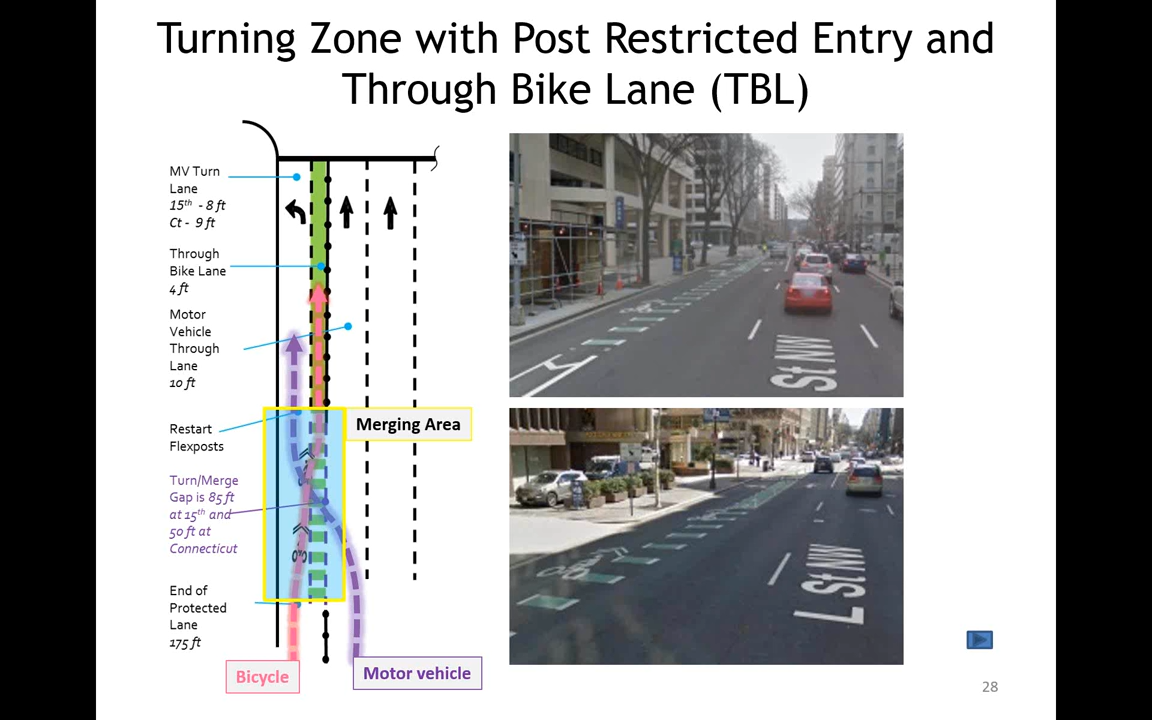 Turning Zone with Post Restricted Entry and
Through Bike Lane (TBL)
MV Turn
Lane
15th - 8 ft
Ct - 9 ft
Through
Bike Lane
4 ft
Motor
Vehicle
Through
Lane
10 ft
Restart
Flexposts
Merging Area
Turn/Merge
Gap is 85 ft
at 15th and
50 ft at
Connecticut
End of
Protected
Lane
175 ft
Bicycle
Motor vehicle
St NW
L St NW
28